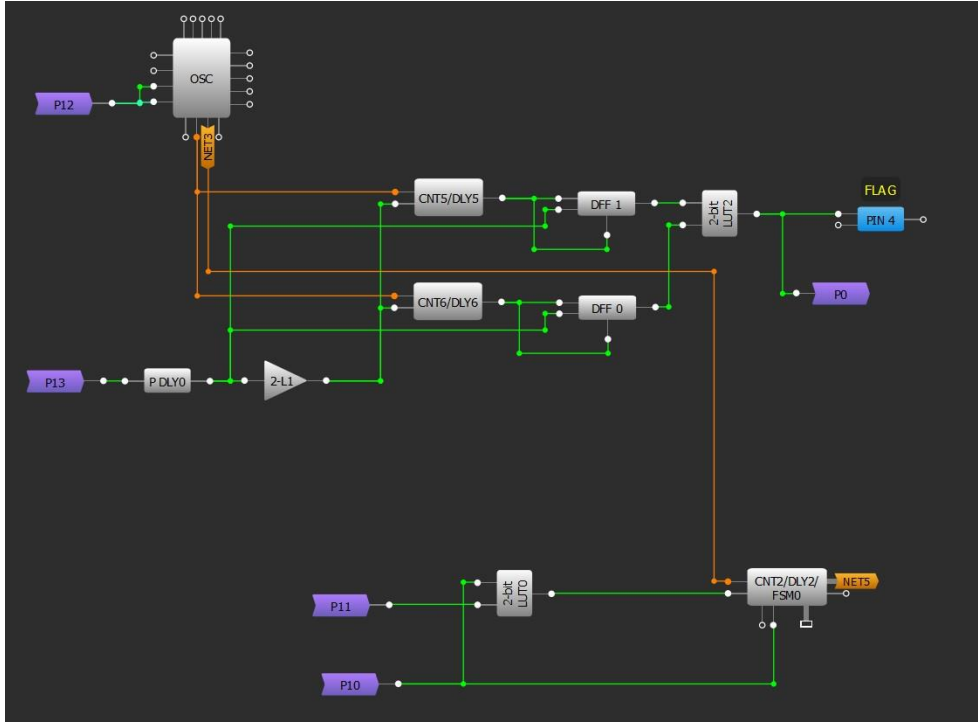 OSC
P12
NET3
CNT5/DLY5
DFF 1
2-bit
LUT2
FLAG
PIN 4
CNT6/DLY6
DFF 0
P0
P13
P DLY0
2-L1
CNT2/DLY2/
FSM0
NET5
2-bit
LUT0
P11
P10